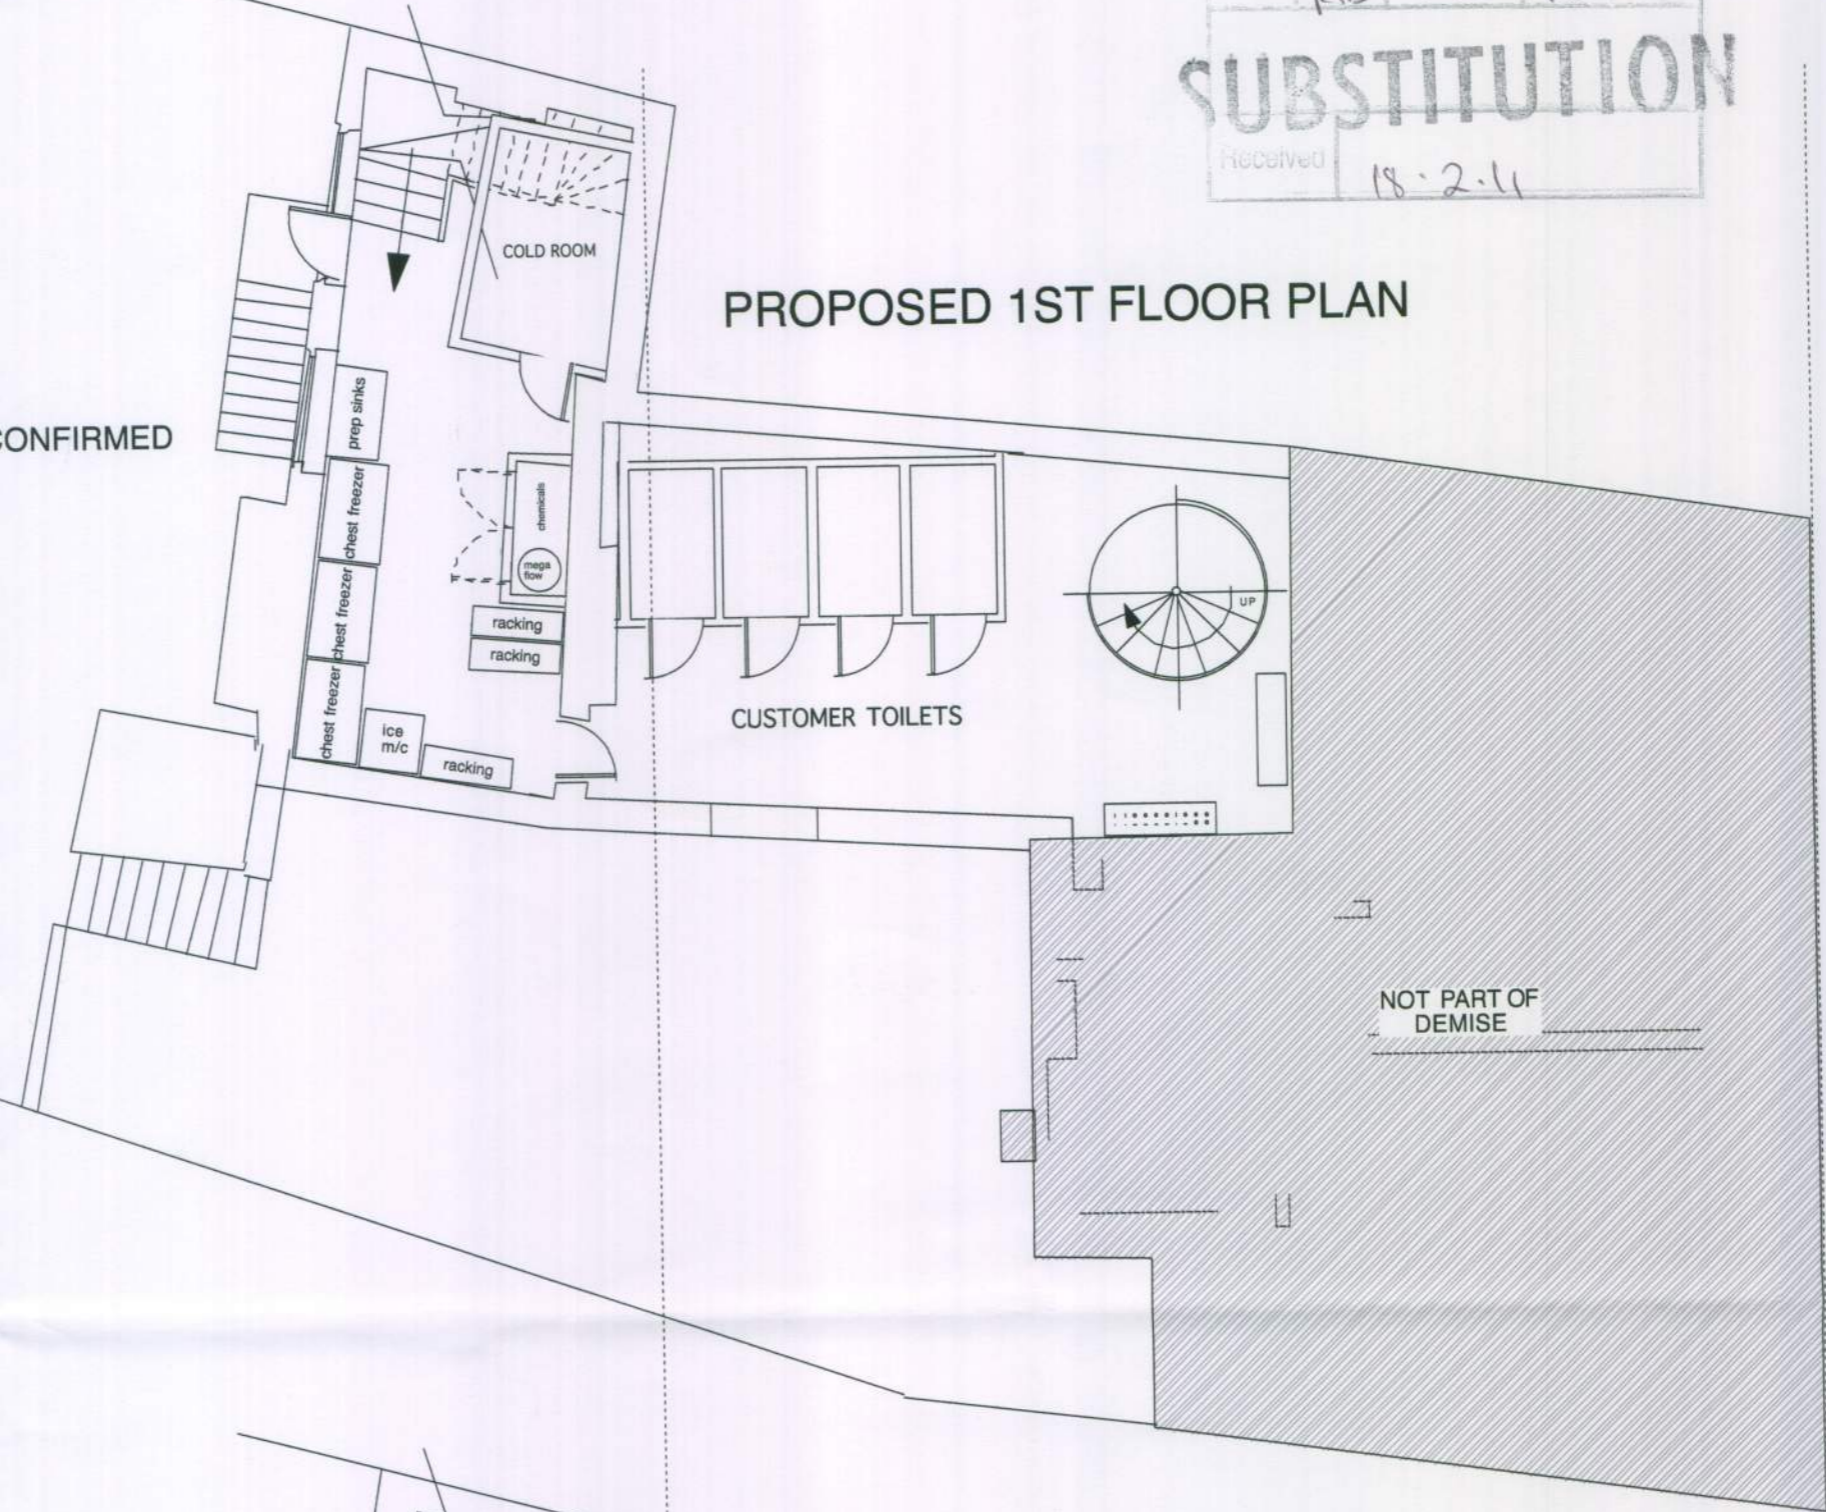 SUBSTITUTION
Received
18.2.11
COLD ROOM
PROPOSED 1ST FLOOR PLAN
CONFIRMED
prep sinks
chest freezer
chest freezer
chest freezer
chemicals
mega
flow
racking
racking
UP
CUSTOMER TOILETS
ice
m/c
racking
NOT PART OF
DEMISE